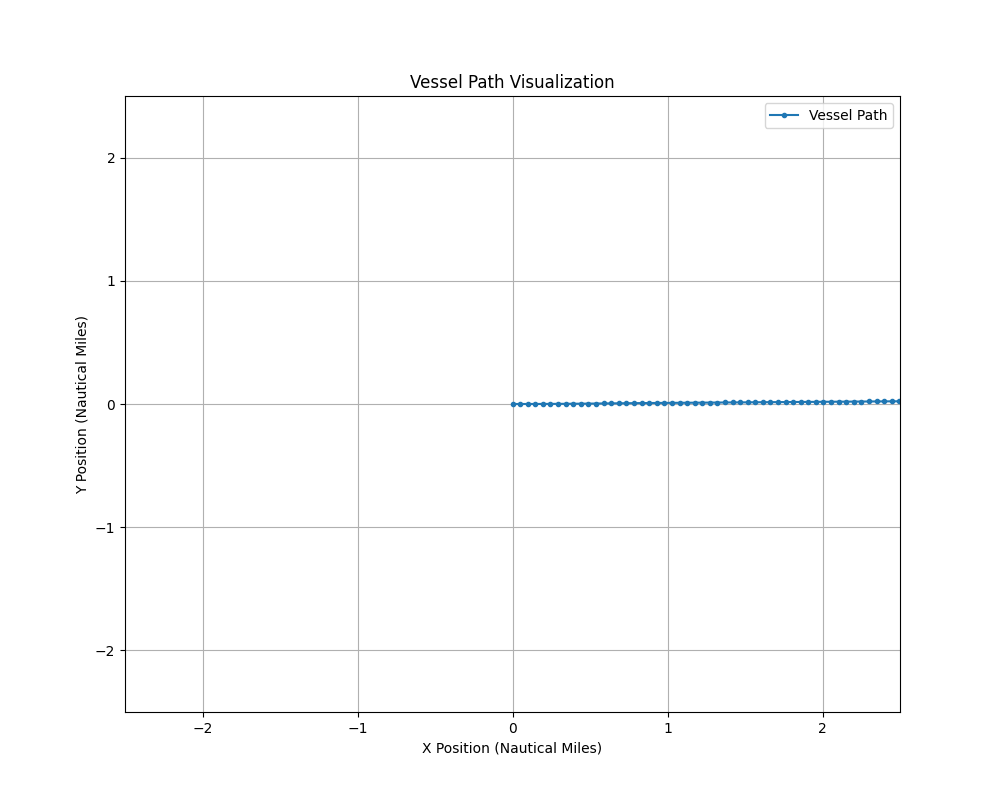 Vessel Path Visualization
Vessel Path
Y Position (Nautical Miles)
2
1
0
−1
−2
−2
−1
0
1
2
X Position (Nautical Miles)